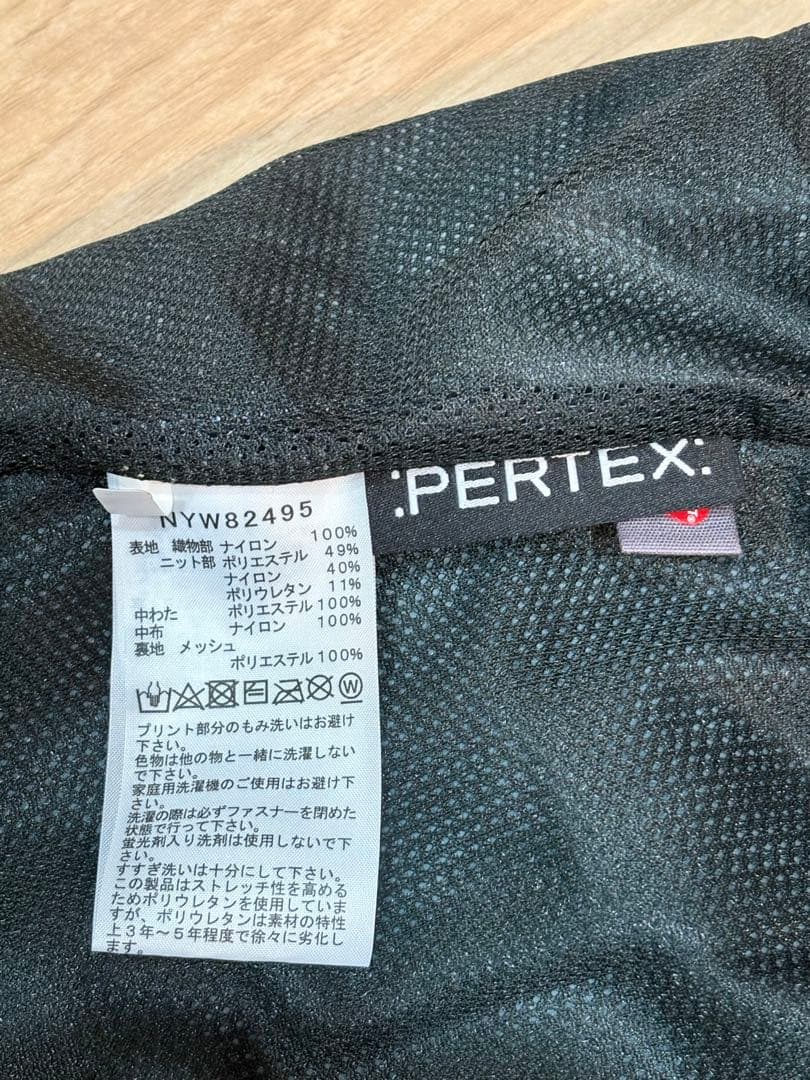 :PERTEX:
NYW82495
表地 織物部 ナイロン 100%
ニット部 ポリエステル 49%
ナイロン 40%
ポリウレタン 11%
中わた ポリエステル 100%
中布 ナイロン 100%
裏地 メッシュ
ポリエステル 100%
W
プリント部分のもみ洗いはお避け
下さい。
色物は他の物と一緒に洗濯しない
で下さい。
家庭用洗濯機のご使用はお避け下
さい。
洗濯の際は必ずファスナーを閉めた
状態で行って下さい。
蛍光剤入り洗剤は使用しないで下
さい。
すすぎ洗いは十分にして下さい。
この製品はストレッチ性を高める
ためポリウレタンを使用していま
すが、ポリウレタンは素材の特性
上3年～5年程度で徐々に劣化し
ます。